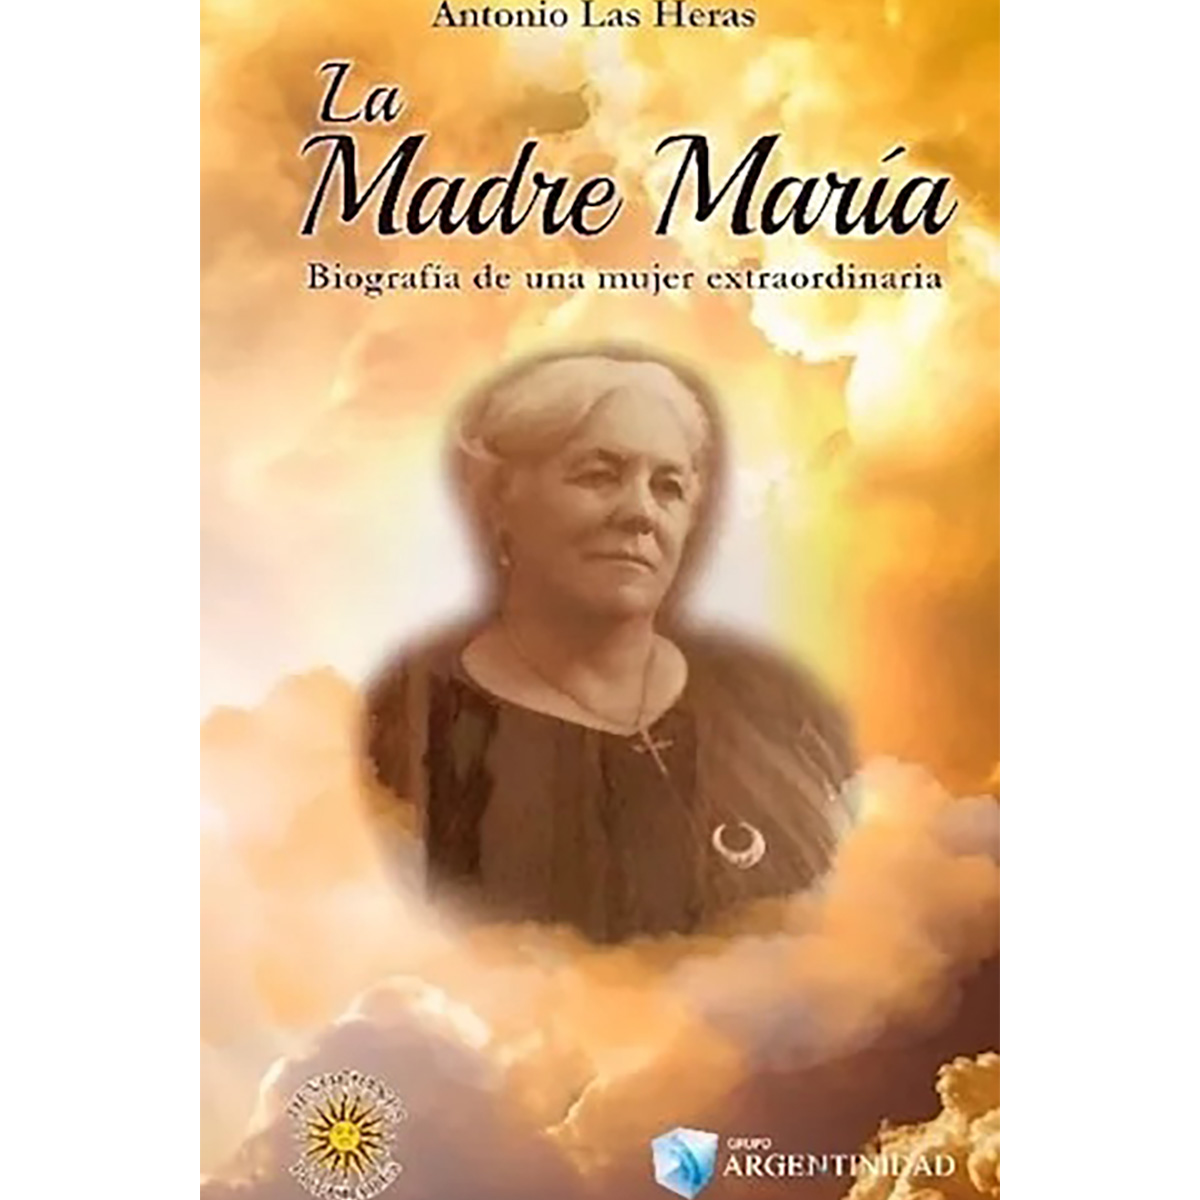 Antonio Las Heras
La
Madre María
Biografía de una mujer extraordinaria
GRUPO
ARGENTINIDAD